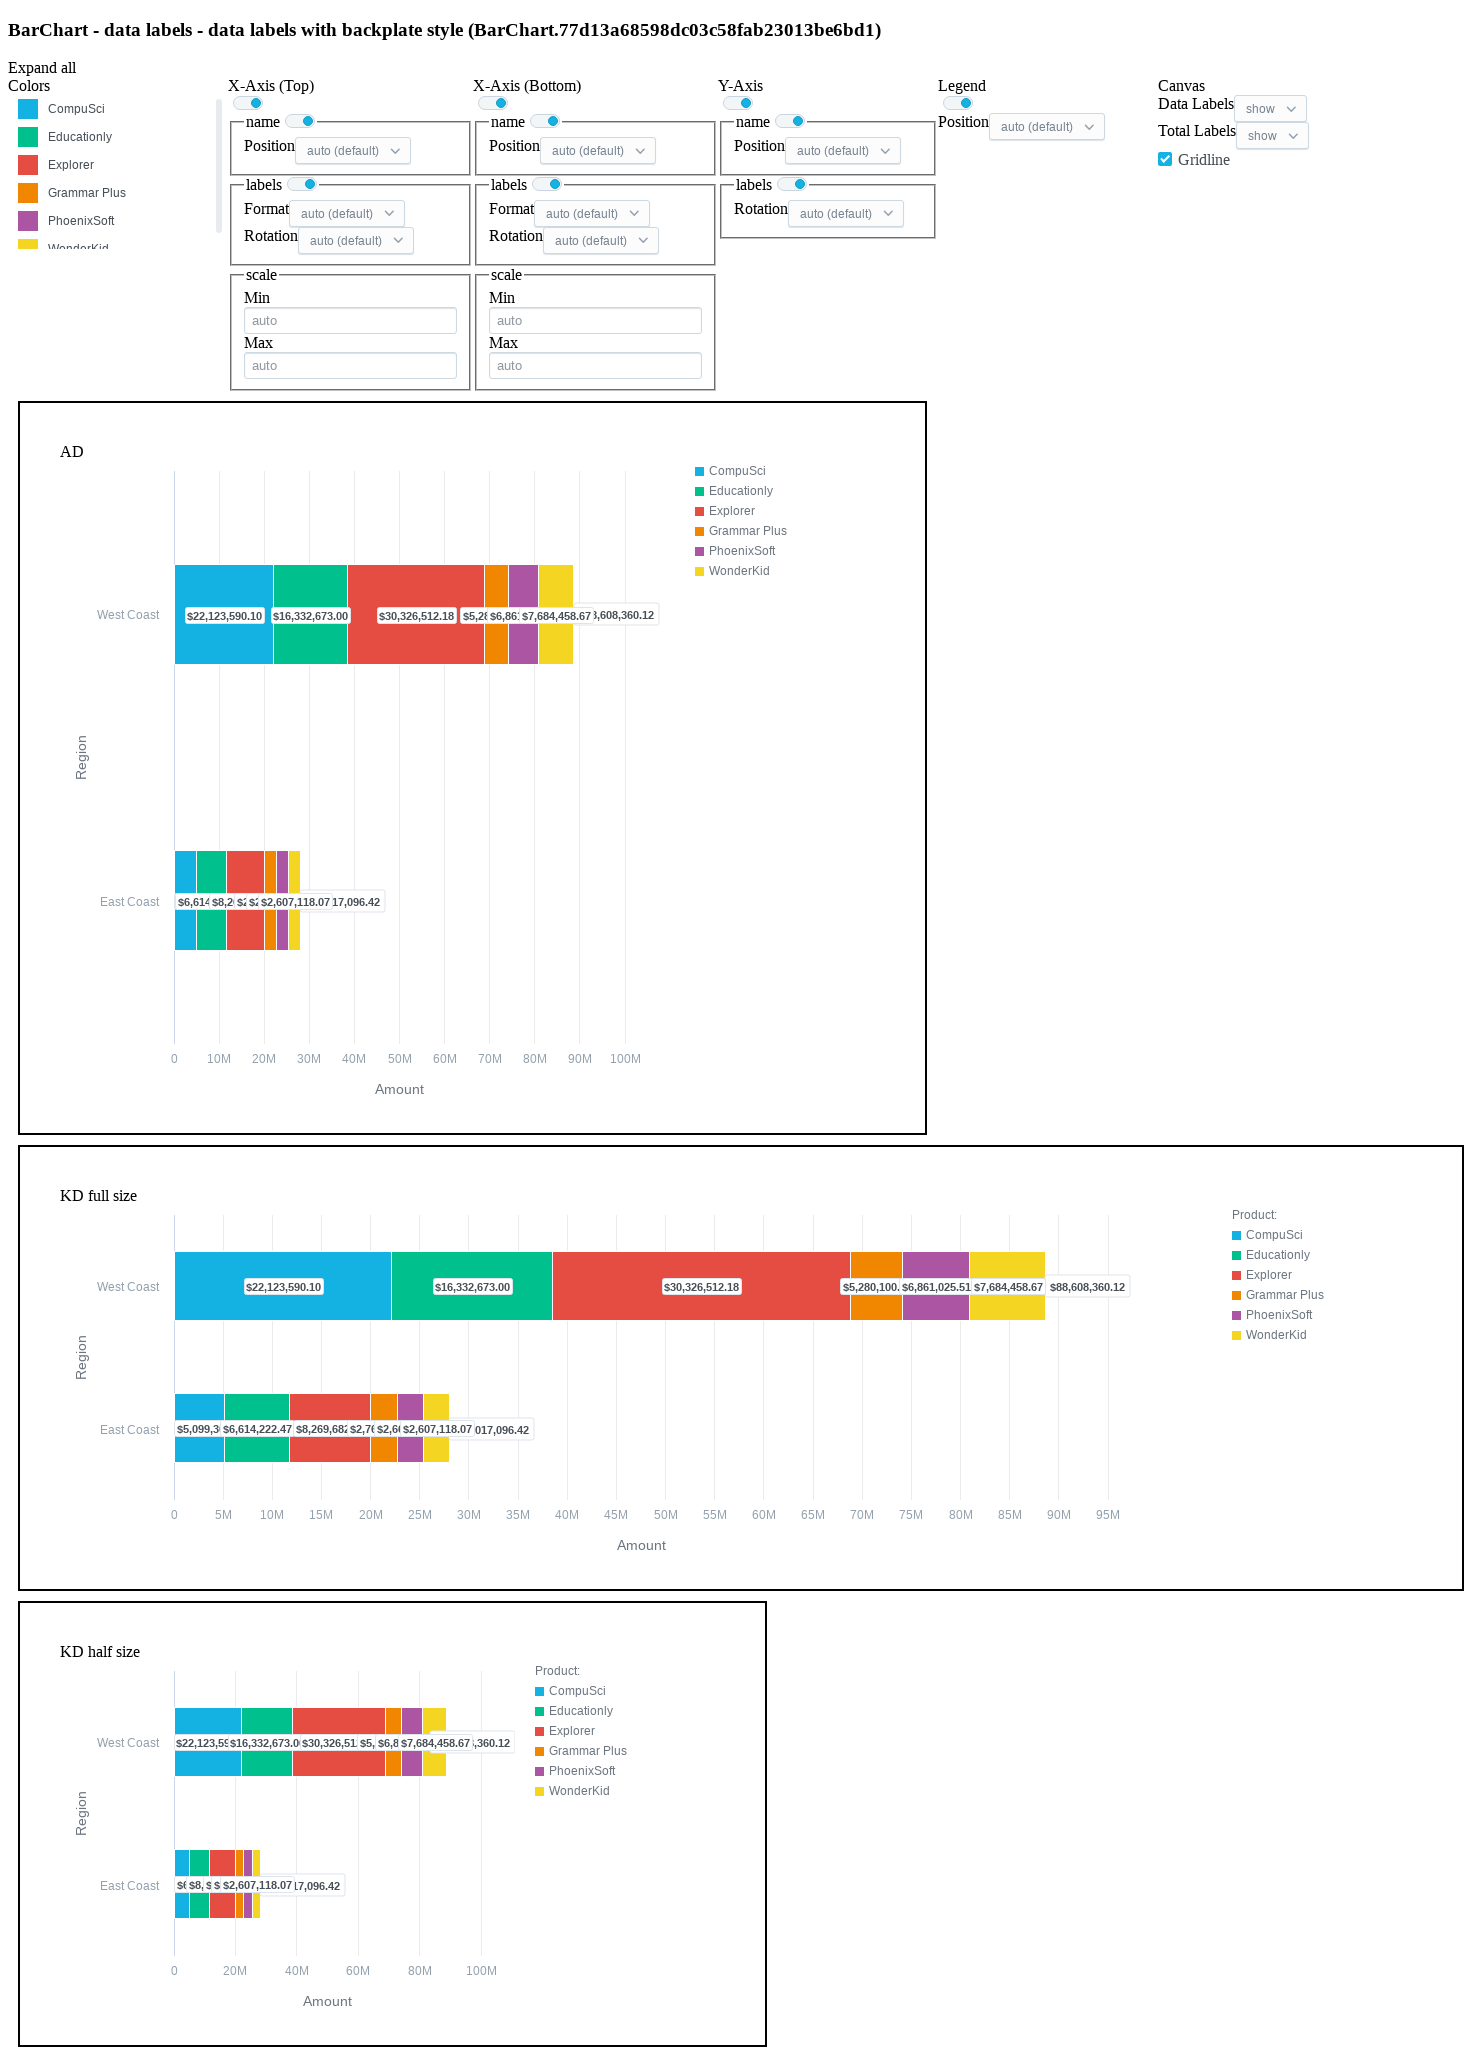 BarChart - data labels - data labels with backplate style (BarChart.77d13a68598dc03c58fab23013be6bd1)
Expand all
Colors
CompuSci
Educationly
Explorer
Grammar Plus
PhoenixSoft
WonderKid
X-Axis (Top)
name
Position auto (default)
labels
Format auto (default)
Rotation auto (default)
scale
Min
auto
Max
auto
X-Axis (Bottom)
name
Position auto (default)
labels
Format auto (default)
Rotation auto (default)
scale
Min
auto
Max
auto
Y-Axis
name
Position auto (default)
labels
Rotation auto (default)
Legend
Position auto (default)
Canvas
Data Labels show
Total Labels show
Gridline
AD
CompuSci
Educationly
Explorer
Grammar Plus
PhoenixSoft
WonderKid
West Coast
$22,123,590.10 $16,332,673.00 $30,326,512.18 $5,28 $6,861 $7,684,458.67 8,608,360.12
Region
East Coast
$6,614 $8,2 $2 $2 $2,607,118.07 17,096.42
0 10M 20M 30M 40M 50M 60M 70M 80M 90M 100M
Amount
KD full size
Product:
CompuSci
Educationly
Explorer
Grammar Plus
PhoenixSoft
WonderKid
West Coast
$22,123,590.10 $16,332,673.00 $30,326,512.18 $5,280,100. $6,861,025.51 $7,684,458.67 $88,608,360.12
Region
East Coast
$5,099,3 $6,614,222.47 $8,269,682 $2,76 $2,6 $2,607,118.07 017,096.42
0 5M 10M 15M 20M 25M 30M 35M 40M 45M 50M 55M 60M 65M 70M 75M 80M 85M 90M 95M
Amount
KD half size
Product:
CompuSci
Educationly
Explorer
Grammar Plus
PhoenixSoft
WonderKid
West Coast
$22,123,59 $16,332,673.0 $30,326,51 $5, $6,8 $7,684,458.67 ,360.12
Region
East Coast
$6 $8, $ $ $2,607,118.07 17,096.42
0 20M 40M 60M 80M 100M
Amount